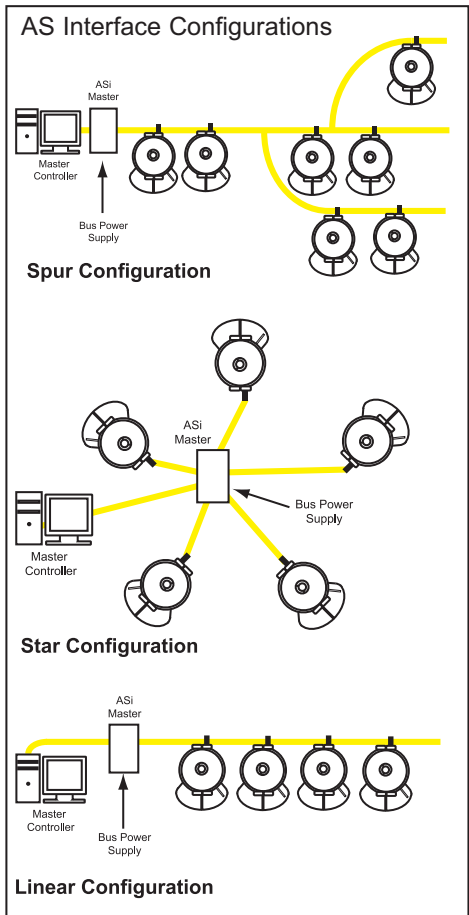 AS Interface Configurations
ASi
Master
Master
Controller
Bus Power
Supply
Spur Configuration
ASi
Master
Bus Power
Supply
Master
Controller
Star Configuration
ASi
Master
Master
Controller
Bus Power
Supply
Linear Configuration